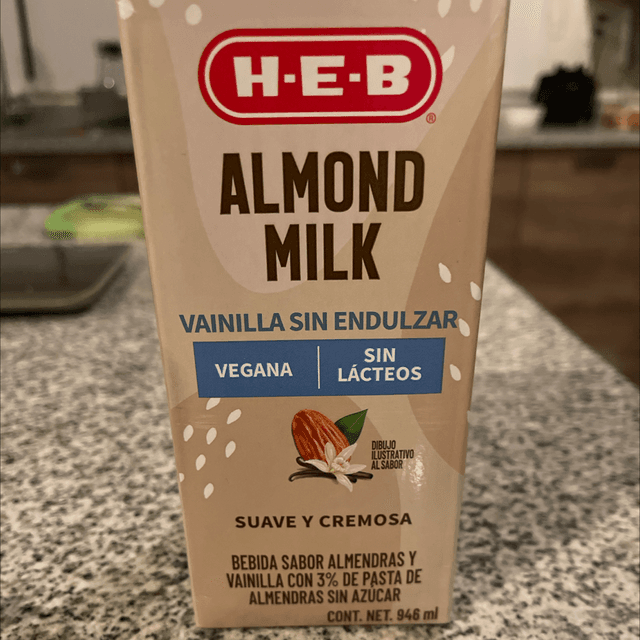 H-E-B
®
ALMOND
MILK
VAINILLA SIN ENDULZAR
VEGANA
SIN
LÁCTEOS
DIBUJO
ILUSTRATIVO
AL SABOR
SUAVE Y CREMOSA
BEBIDA SABOR ALMENDRAS Y
VAINILLA CON 3% DE PASTA DE
ALMENDRAS SIN AZÚCAR
CONT. NET. 946 ml